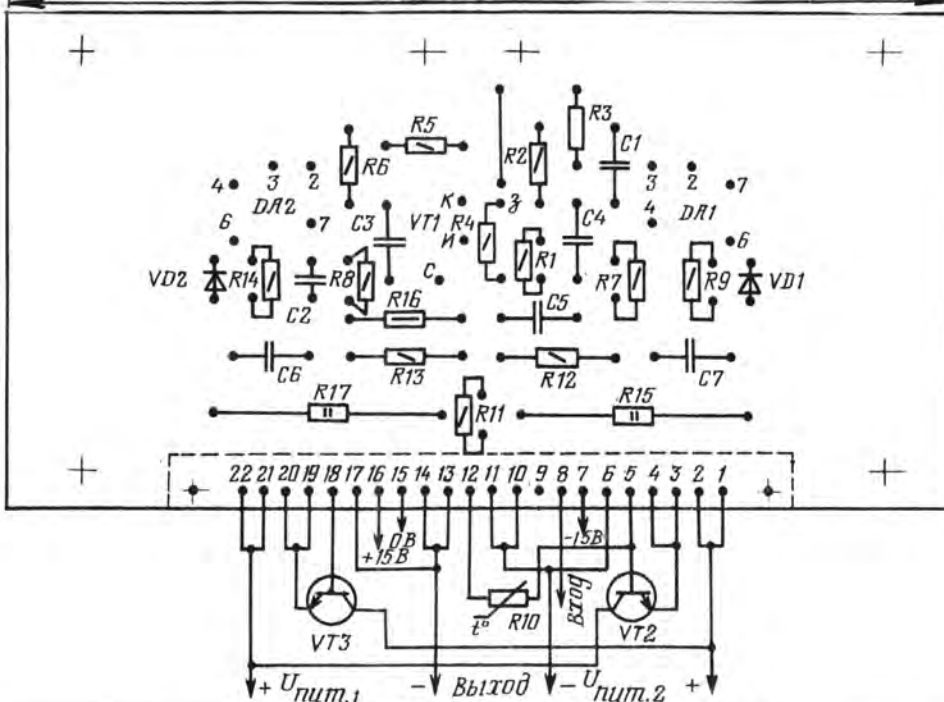 R3
R5
C1
R2
R6
3 2
3 2
4
7
К
З
DA2
C3
VT1
R4
C4
4
DA1
6
7
И
6
VD2
R14
R8
С
R1
R7
R9
VD1
C2
R16
C5
C6
R13
R12
C7
R17
R11
R15
22 21 20 19 18 17 16 15 14 13 12 11 10 9 8 7 6 5 4 3 2 1
0В
-15В
+15В
Вход
t° R10
VT3
VT2
+ Uпит.1 - Выход - Uпит.2 +